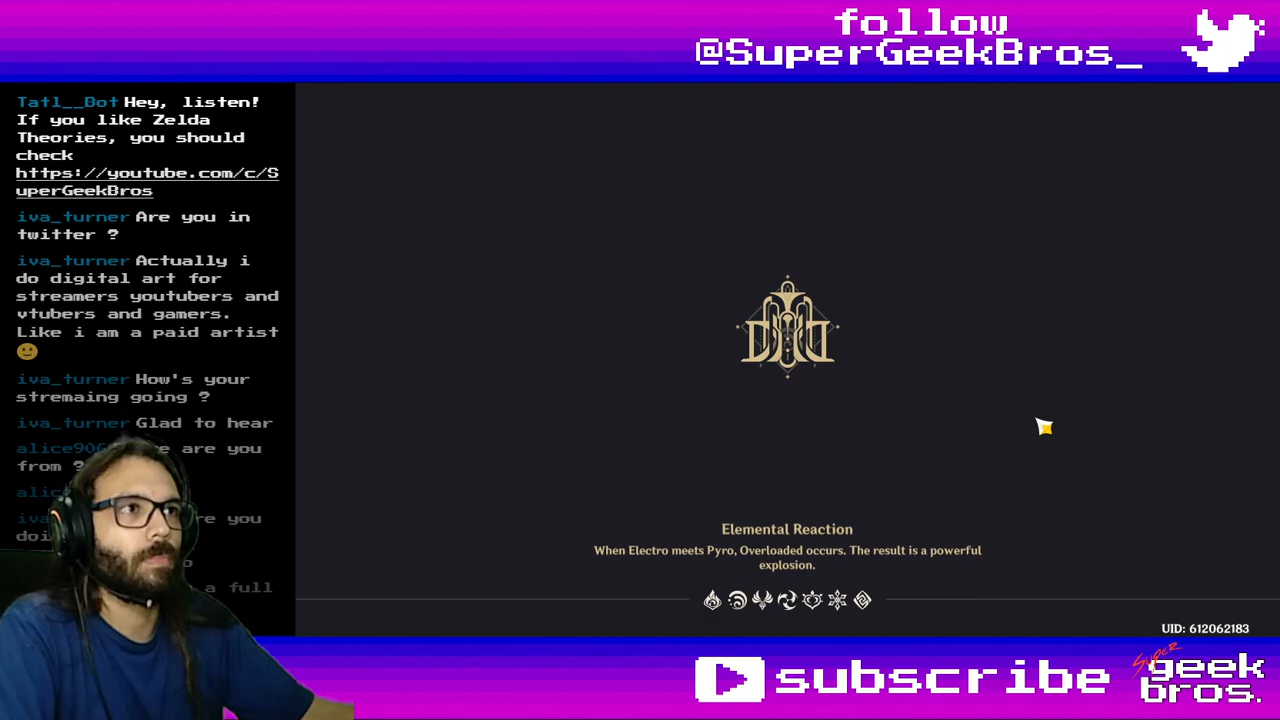 follow
@SuperGeekBros_
Tatl__Bot Hey, listen!
If you like Zelda
Theories, you should
check
https://youtube.com/c/S
uperGeekBros
iva_turner Are you in
twitter ?
iva_turner Actually i
do digital art for
streamers youtubers and
vtubers and gamers.
Like i am a paid artist
iva_turner How's your
stremaing going ?
iva_turner Glad to hear
are you
from ?
you
a full
Elemental Reaction
When Electro meets Pyro, Overloaded occurs. The result is a powerful
explosion.
UID: 612062183
subscribe
SUPER
geek
bros.